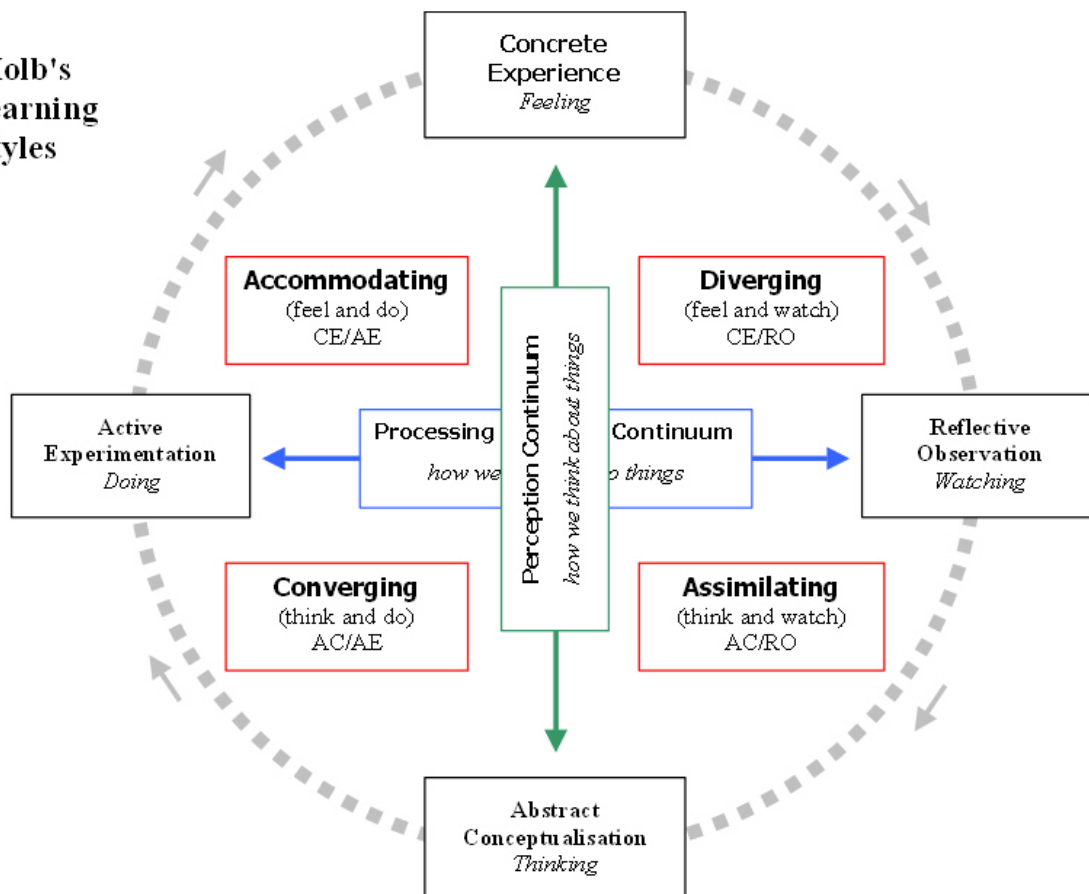 olb's
earning
yles
Concrete
Experience
Feeling
Accommodating
(feel and do)
CE/AE
Diverging
(feel and watch)
CE/RO
Active
Experimentation
Doing
Processing
Continuum
how we
o things
Perception Continuum
how we think about things
Reflective
Observation
Watching
Converging
(think and do)
AC/AE
Assimilating
(think and watch)
AC/RO
Abstract
Conceptualisation
Thinking